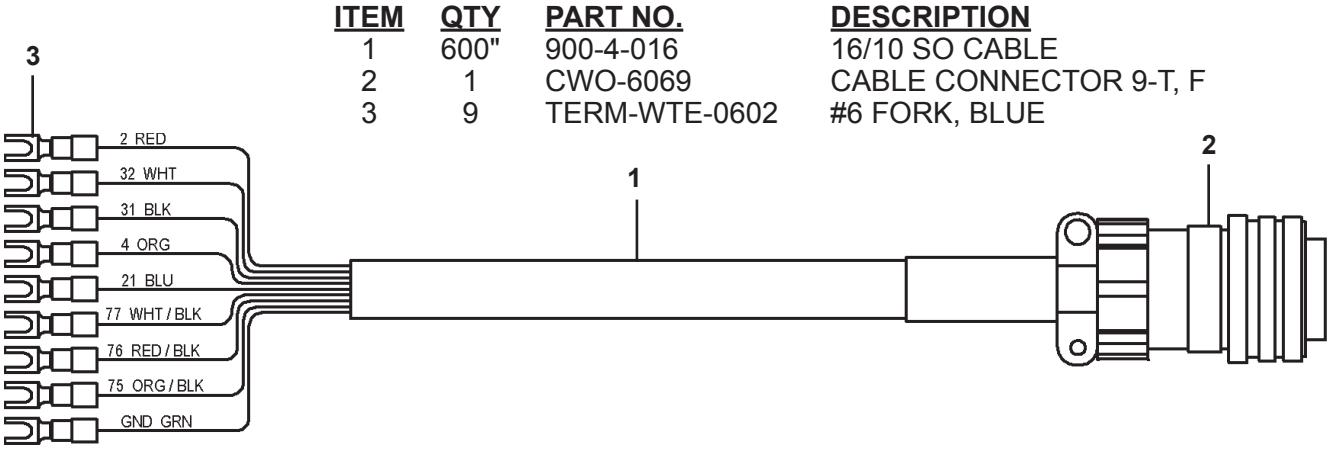 ITEM QTY PART NO. DESCRIPTION
1 600" 900-4-016 16/10 SO CABLE
2 1 CWO-6069 CABLE CONNECTOR 9-T, F
3 9 TERM-WTE-0602 #6 FORK, BLUE
3
2
1
2 RED
32 WHT
31 BLK
4 ORG
21 BLU
77 WHT / BLK
76 RED / BLK
75 ORG / BLK
GND GRN